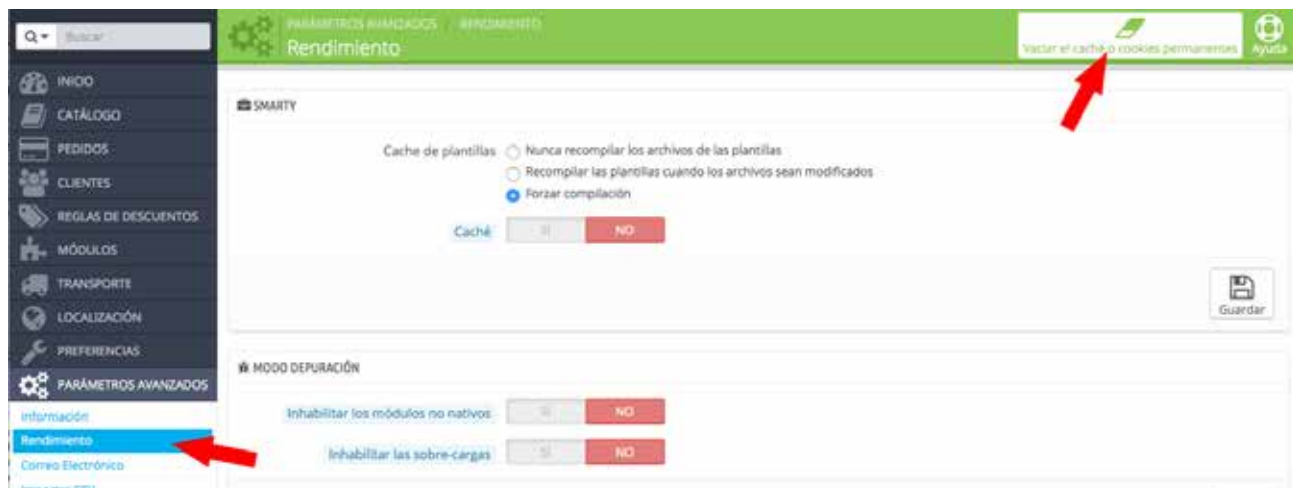 Buscar
PARÁMETROS AVANZADOS / RENDIMIENTO
Rendimiento
Vaciar el caché o cookies permanentes
Ayuda
INICIO
CATÁLOGO
PEDIDOS
CLIENTES
REGLAS DE DESCUENTOS
MÓDULOS
TRANSPORTE
LOCALIZACIÓN
PREFERENCIAS
PARÁMETROS AVANZADOS
Información
Rendimiento
Correo Electrónico
SMARTY
Cache de plantillas
Nunca recompilar los archivos de las plantillas
Recompilar las plantillas cuando los archivos sean modificados
Forzar compilación
Caché SÍ NO
Guardar
MODO DEPURACIÓN
Inhabilitar los módulos no nativos SÍ NO
Inhabilitar las sobre-cargas SÍ NO